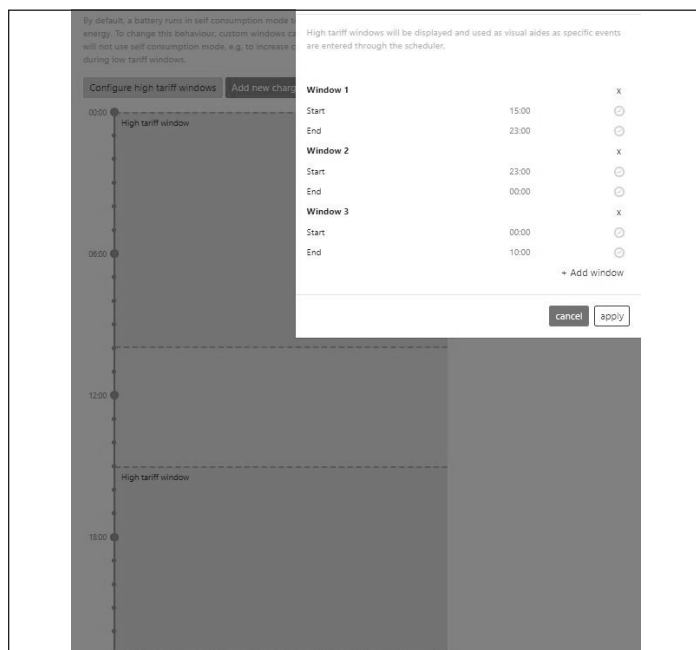 By default, a battery runs in self consumption mode t
energy. To change this behaviour, custom windows ca
will not use self consumption mode, e.g. to increase c
during low tariff windows.
Configure high tariff windows
Add new charg
00:00
High tariff window
06:00
12:00
High tariff window
18:00
High tariff windows will be displayed and used as visual aides as specific events
are entered through the scheduler.
Window 1 x
Start 15:00
End 23:00
Window 2 x
Start 23:00
End 00:00
Window 3 x
Start 00:00
End 10:00
+ Add window
cancel
apply